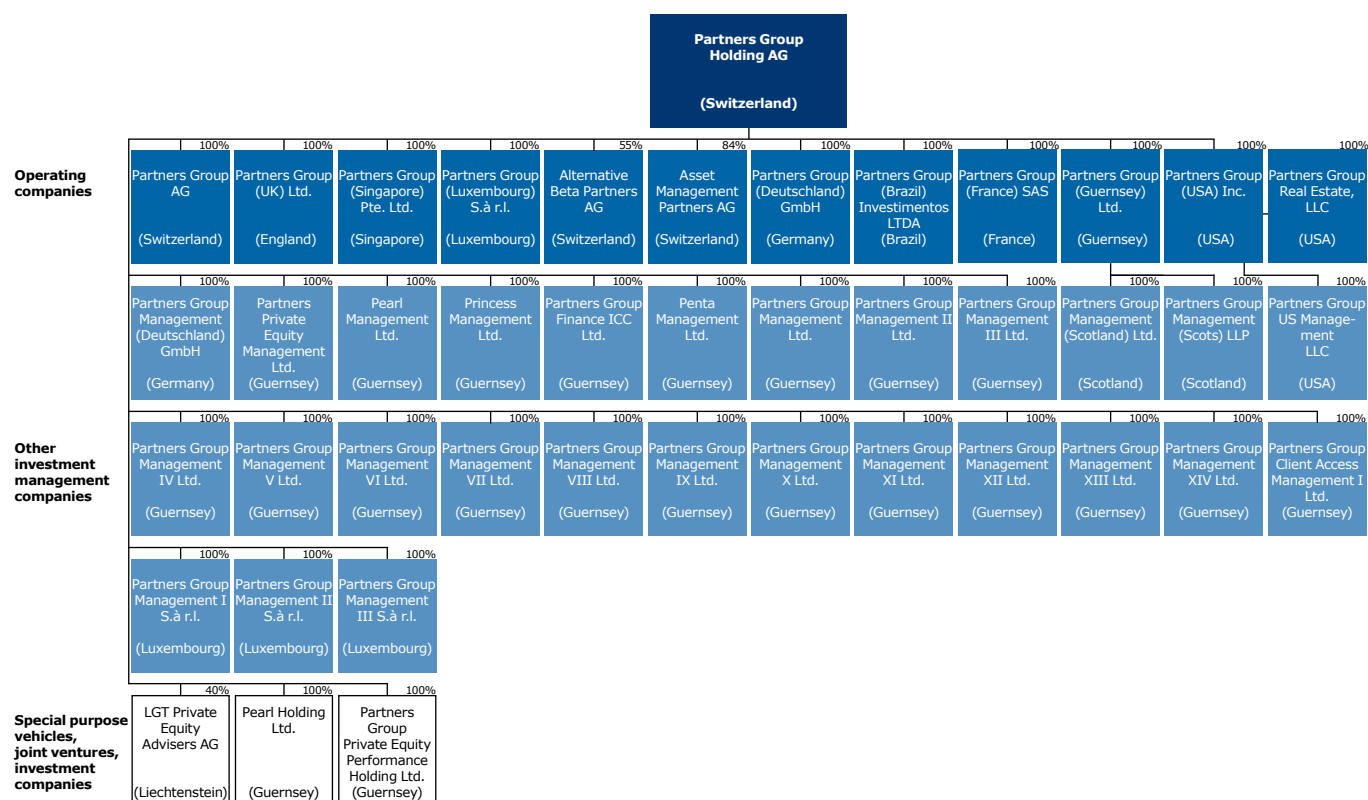 Partners Group
Holding AG
(Switzerland)
Operating
companies
100%
Partners Group
AG
(Switzerland)
100%
Partners Group
(UK) Ltd.
(England)
100%
Partners Group
(Singapore)
Pte. Ltd.
(Singapore)
100%
Partners Group
(Luxembourg)
S.à r.l.
(Luxembourg)
55%
Alternative
Beta Partners
AG
(Switzerland)
84%
Asset
Management
Partners AG
(Switzerland)
100%
Partners Group
(Deutschland)
GmbH
(Germany)
100%
Partners Group
(Brazil)
Investimentos
LTDA
(Brazil)
100%
Partners Group
(France) SAS
(France)
100%
Partners Group
(Guernsey)
Ltd.
(Guernsey)
100%
Partners Group
(USA) Inc.
(USA)
100%
Partners Group
Real Estate,
LLC
(USA)
100%
Partners Group
Management
(Deutschland)
GmbH
(Germany)
100%
Partners
Private
Equity
Management
Ltd.
(Guernsey)
100%
Pearl
Management
Ltd.
(Guernsey)
100%
Princess
Management
Ltd.
(Guernsey)
100%
Partners Group
Finance ICC
Ltd.
(Guernsey)
100%
Penta
Management
Ltd.
(Guernsey)
100%
Partners Group
Management
Ltd.
(Guernsey)
100%
Partners Group
Management II
Ltd.
(Guernsey)
100%
Partners Group
Management
III Ltd.
(Guernsey)
100%
Partners Group
Management
(Scotland) Ltd.
(Scotland)
100%
Partners Group
Management
(Scots) LLP
(Scotland)
100%
Partners Group
US Manage-
ment
LLC
(USA)
Other
investment
management
companies
100%
Partners Group
Management
IV Ltd.
(Guernsey)
100%
Partners Group
Management
V Ltd.
(Guernsey)
100%
Partners Group
Management
VI Ltd.
(Guernsey)
100%
Partners Group
Management
VII Ltd.
(Guernsey)
100%
Partners Group
Management
VIII Ltd.
(Guernsey)
100%
Partners Group
Management
IX Ltd.
(Guernsey)
100%
Partners Group
Management
X Ltd.
(Guernsey)
100%
Partners Group
Management
XI Ltd.
(Guernsey)
100%
Partners Group
Management
XII Ltd.
(Guernsey)
100%
Partners Group
Management
XIII Ltd.
(Guernsey)
100%
Partners Group
Management
XIV Ltd.
(Guernsey)
100%
Partners Group
Client Access
Management I
Ltd.
(Guernsey)
100%
Partners Group
Management I
S.à r.l.
(Luxembourg)
100%
Partners Group
Management II
S.à r.l.
(Luxembourg)
100%
Partners Group
Management
III S.à r.l.
(Luxembourg)
Special purpose
vehicles,
joint ventures,
investment
companies
40%
LGT Private
Equity
Advisers AG
(Liechtenstein)
100%
Pearl Holding
Ltd.
(Guernsey)
100%
Partners
Group
Private Equity
Performance
Holding Ltd.
(Guernsey)